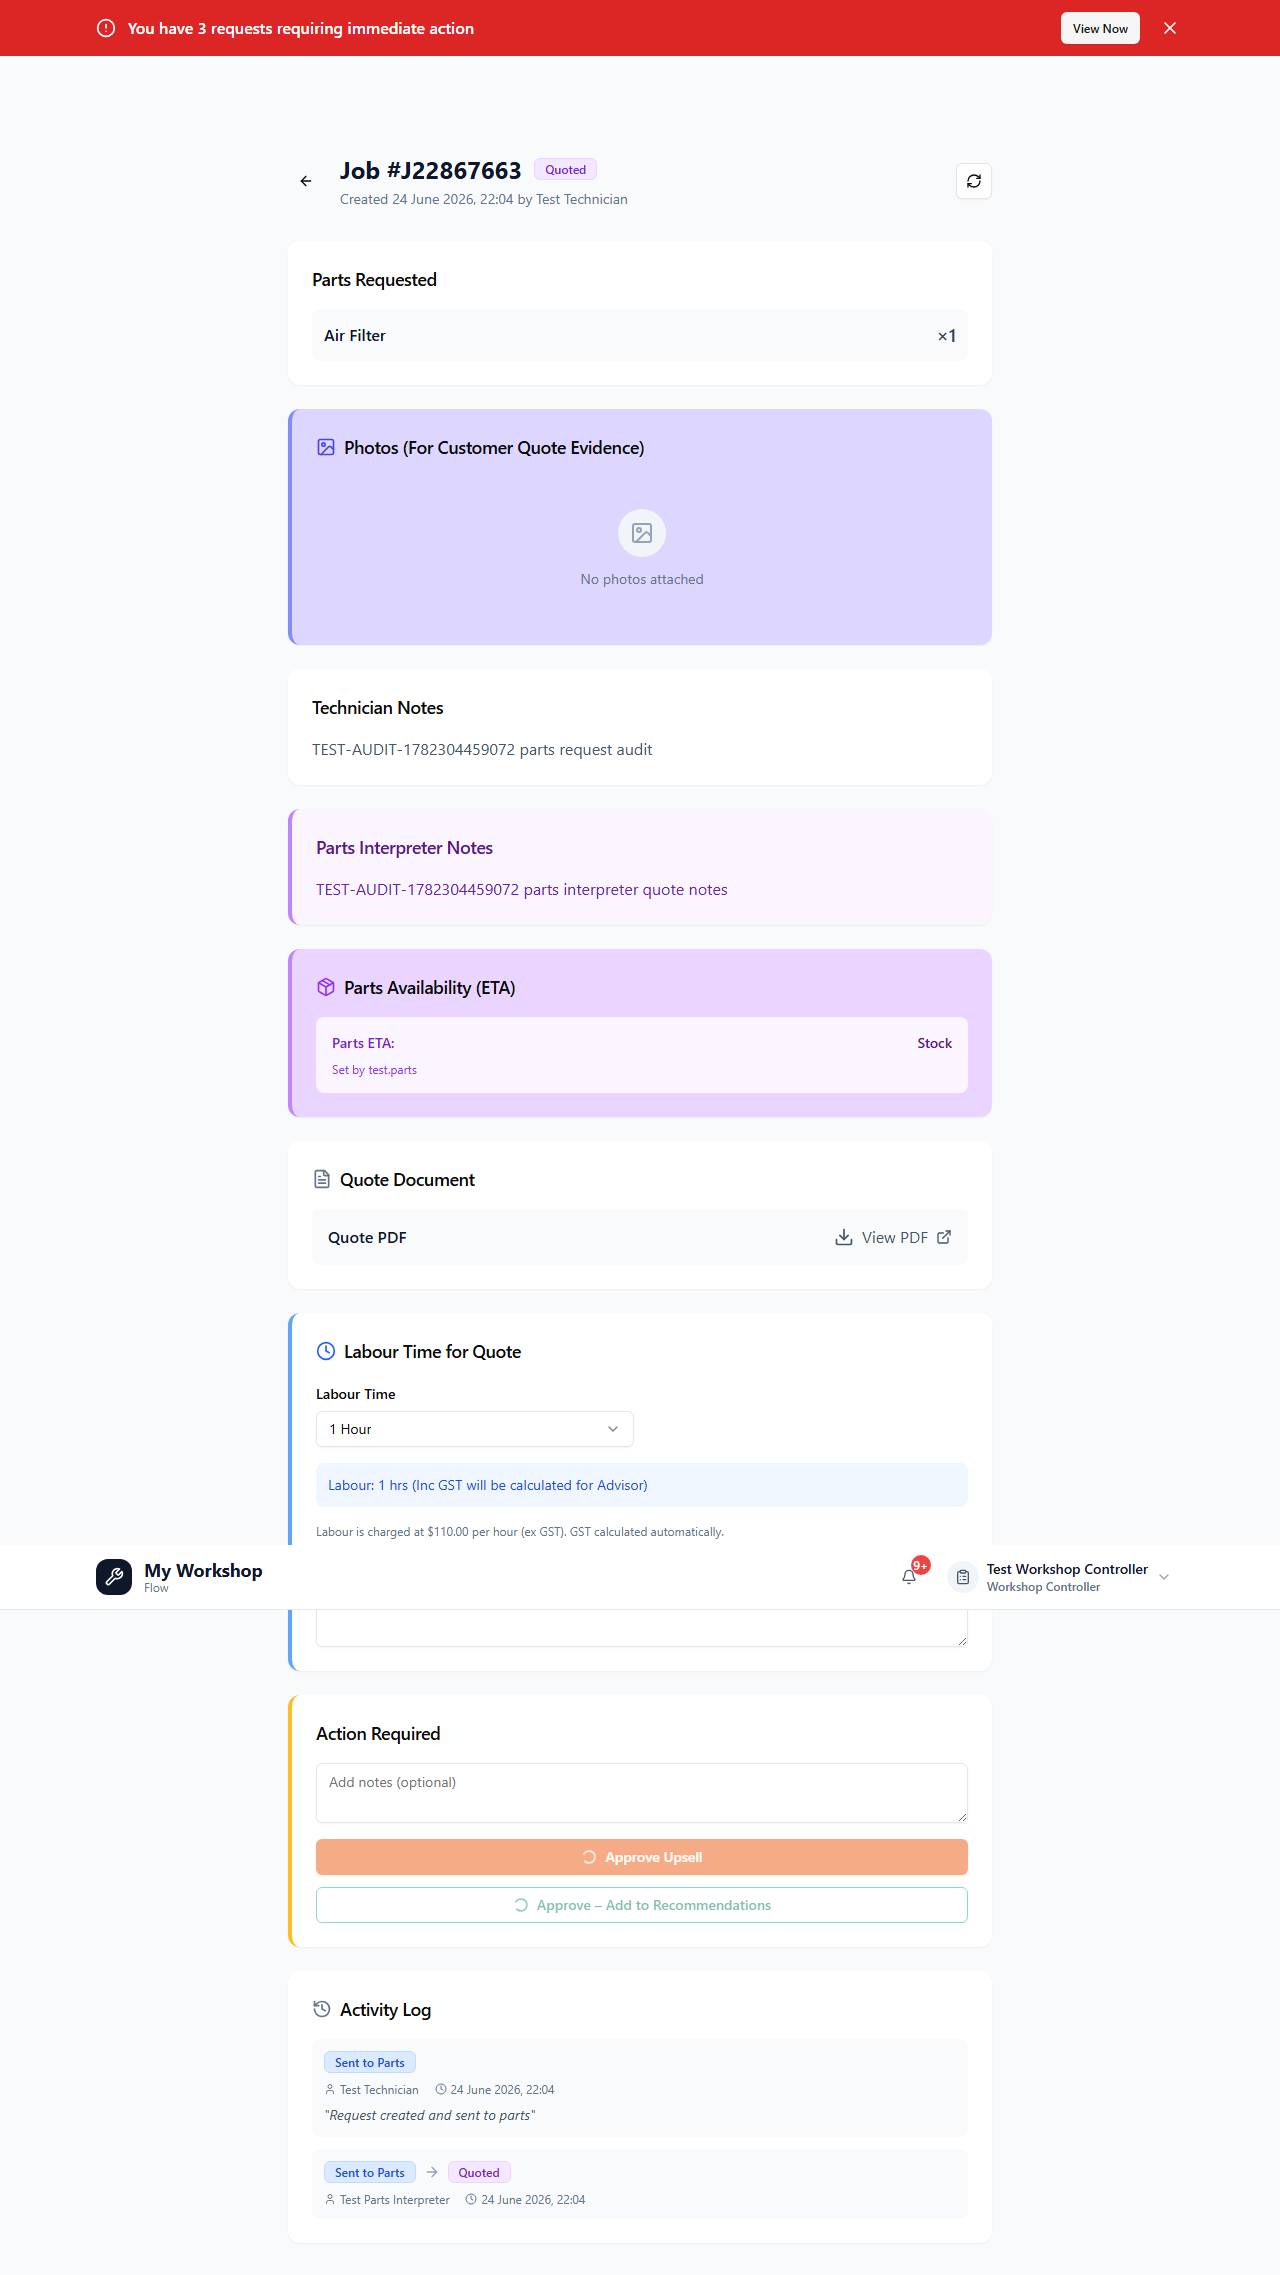 You have 3 requests requiring immediate action
View Now
Job #J22867663
Quoted
Created 24 June 2026, 22:04 by Test Technician
Parts Requested
Air Filter
×1
Photos (For Customer Quote Evidence)
No photos attached
Technician Notes
TEST-AUDIT-1782304459072 parts request audit
Parts Interpreter Notes
TEST-AUDIT-1782304459072 parts interpreter quote notes
Parts Availability (ETA)
Parts ETA:
Stock
Set by test.parts
Quote Document
Quote PDF
View PDF
Labour Time for Quote
Labour Time
1 Hour
Labour: 1 hrs (Inc GST will be calculated for Advisor)
Labour is charged at $110.00 per hour (ex GST). GST calculated automatically.
My Workshop
Flow
9+
Test Workshop Controller
Workshop Controller
Action Required
Add notes (optional)
Approve Upsell
Approve – Add to Recommendations
Activity Log
Sent to Parts
Test Technician
24 June 2026, 22:04
"Request created and sent to parts"
Sent to Parts
Quoted
Test Parts Interpreter
24 June 2026, 22:04